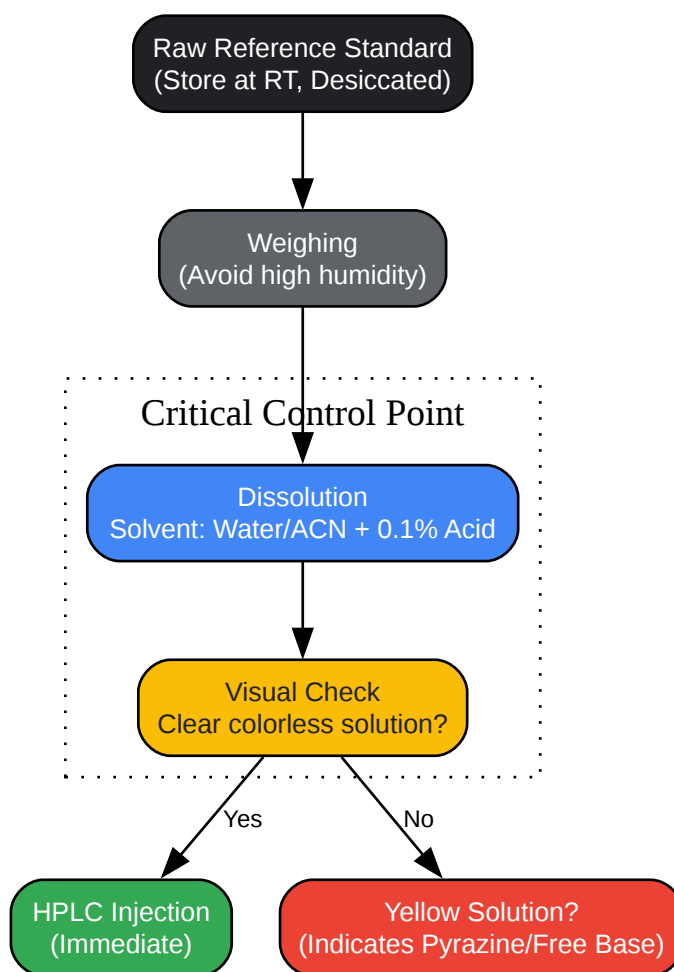 Raw Reference Standard
(Store at RT, Desiccated)
Weighing
(Avoid high humidity)
Critical Control Point
Dissolution
Solvent: Water/ACN + 0.1% Acid
Visual Check
Clear colorless solution?
Yes
No
HPLC Injection
(Immediate)
Yellow Solution?
(Indicates Pyrazine/Free Base)